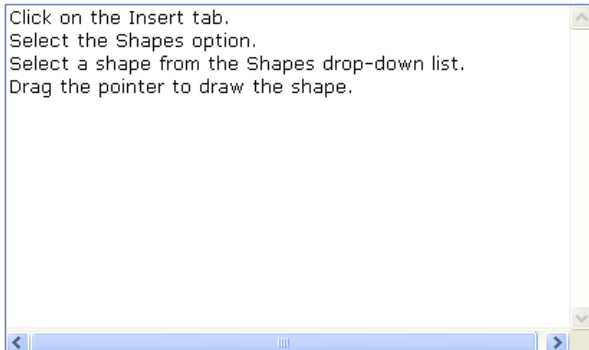 Click on the Insert tab.
Select the Shapes option.
Select a shape from the Shapes drop-down list.
Drag the pointer to draw the shape.